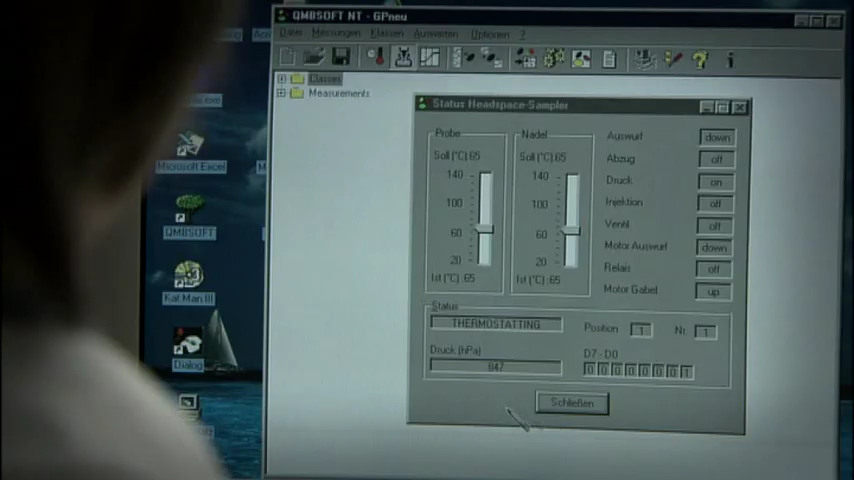 QMBSOFT NT - GPneu
Datei Messungen Klassen Auswerten Optionen ?
Classes
Measurements
Microsoft Excel
QMBSOFT
Kat Man III
Dialog
Status Headspace-Sampler
Probe
Soll (°C):65
140
100
60
20
Ist (°C):65
Nadel
Soll (°C):65
140
100
60
20
Ist (°C):65
Auswurf down
Abzug off
Druck on
Injektion off
Ventil off
Motor Auswurf down
Relais off
Motor Gabel up
Status
THERMOSTATTING
Position 1 Nr. 1
Druck (hPa)
847
D7 - D0
0 0 0 0 0 0 0 1
Schließen